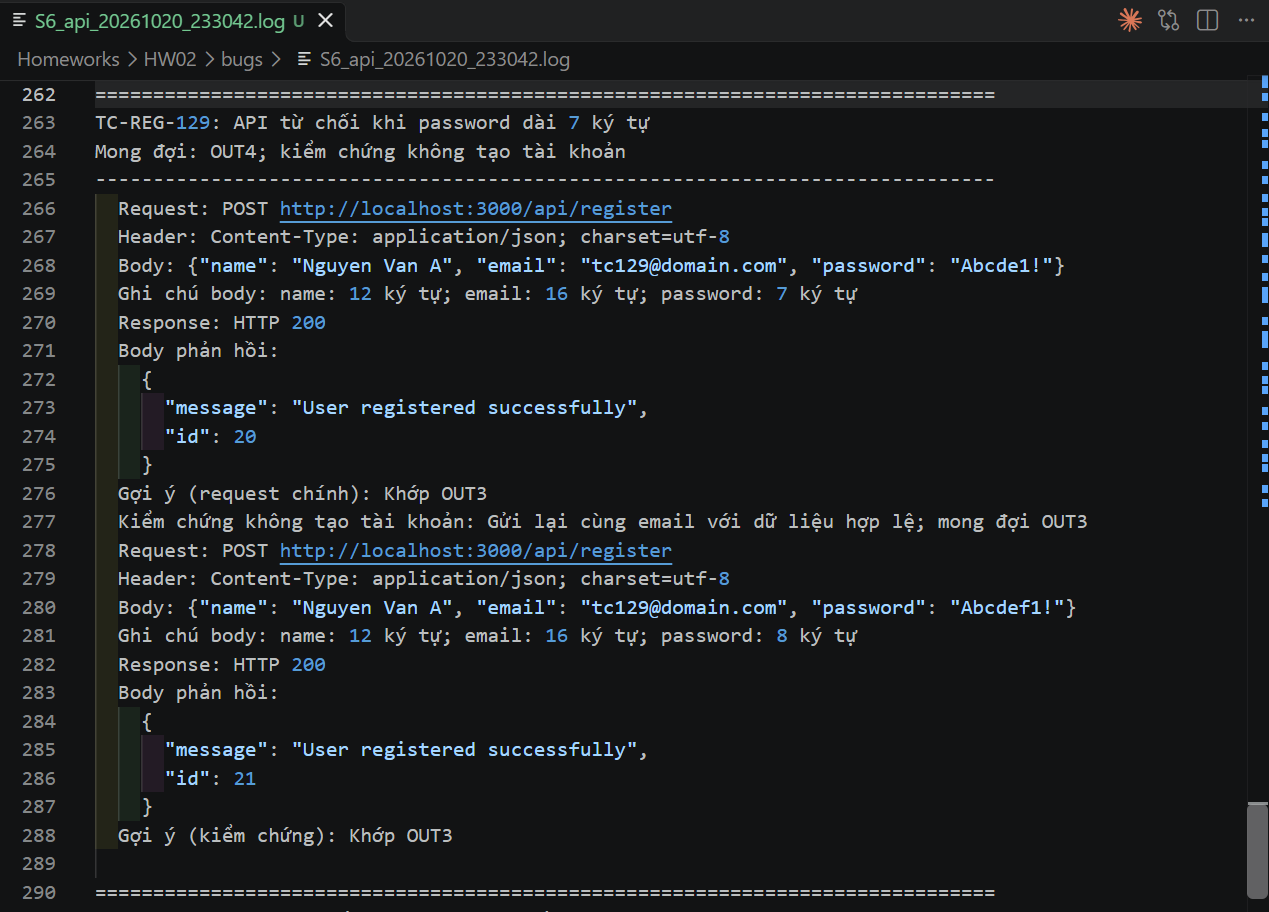 S6_api_20261020_233042.log U
Homeworks > HW02 > bugs > S6_api_20261020_233042.log
262 ==============================================================================
263 TC-REG-129: API từ chối khi password dài 7 ký tự
264 Mong đợi: OUT4; kiểm chứng không tạo tài khoản
265 ------------------------------------------------------------------------------
266 Request: POST http://localhost:3000/api/register
267 Header: Content-Type: application/json; charset=utf-8
268 Body: {"name": "Nguyen Van A", "email": "tc129@domain.com", "password": "Abcde1!"}
269 Ghi chú body: name: 12 ký tự; email: 16 ký tự; password: 7 ký tự
270 Response: HTTP 200
271 Body phản hồi:
272 {
273 "message": "User registered successfully",
274 "id": 20
275 }
276 Gợi ý (request chính): Khớp OUT3
277 Kiểm chứng không tạo tài khoản: Gửi lại cùng email với dữ liệu hợp lệ; mong đợi OUT3
278 Request: POST http://localhost:3000/api/register
279 Header: Content-Type: application/json; charset=utf-8
280 Body: {"name": "Nguyen Van A", "email": "tc129@domain.com", "password": "Abcdef1!"}
281 Ghi chú body: name: 12 ký tự; email: 16 ký tự; password: 8 ký tự
282 Response: HTTP 200
283 Body phản hồi:
284 {
285 "message": "User registered successfully",
286 "id": 21
287 }
288 Gợi ý (kiểm chứng): Khớp OUT3
289
290 ==============================================================================